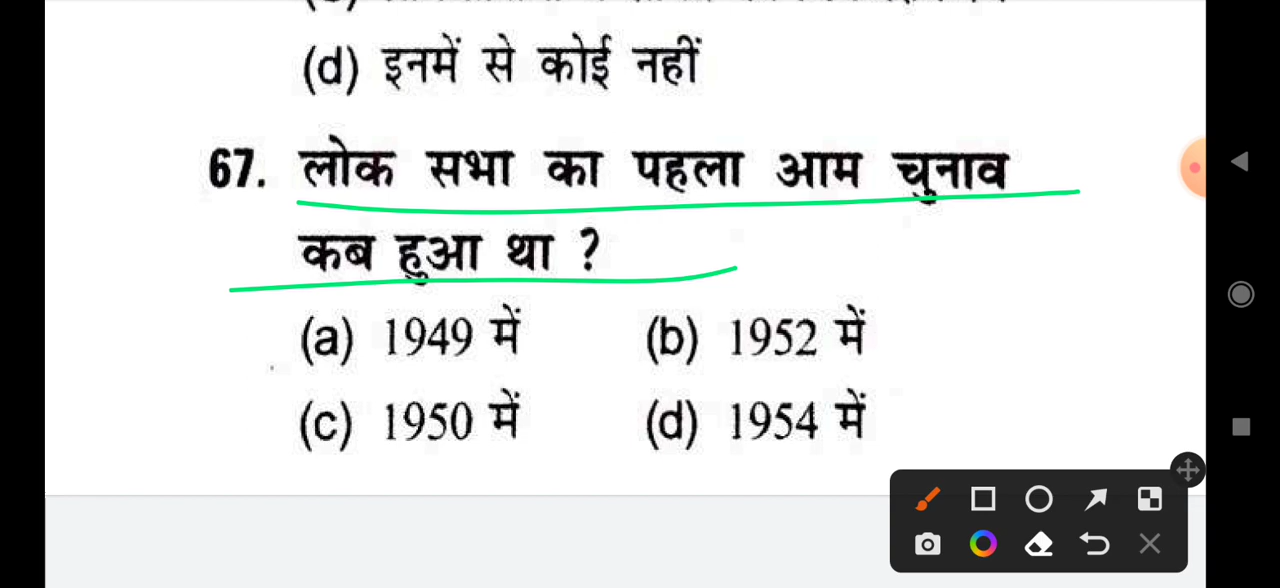 (d) इनमें से कोई नहीं
67. लोक सभा का पहला आम चुनाव
कब हुआ था ?
(a) 1949 में (b) 1952 में
(c) 1950 में (d) 1954 में